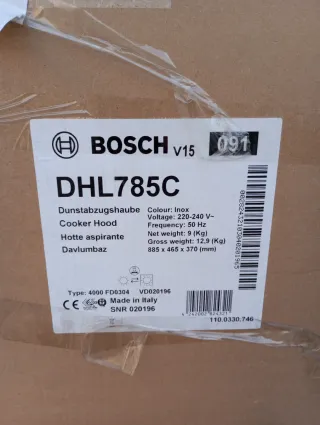 BOSCH V15 091
DHL785C
Dunstabzugshaube
Cooker Hood
Hotte aspirante
Davlumbaz
Colour: Inox
Voltage: 220-240 V~
Frequency: 50 Hz
Net weight: 9 (Kg)
Gross weight: 12,9 (Kg)
885 x 465 x 370 (mm)
Type: 4000 FD8304 VD020196
Made in Italy
SNR 020196
110.0330.746